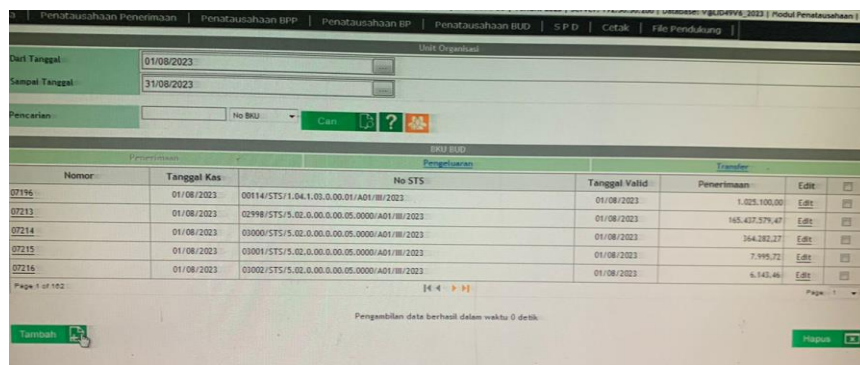 Penatausahaan Penerimaan | Penatausahaan BPP | Penatausahaan BP | Penatausahaan BUD | S P D | Cetak | File Pendukung |
Unit Organisasi
Dari Tanggal 01/08/2023 ...
Sampai Tanggal 31/08/2023 ...
Pencarian No BKU Cari ?
BKU BUD
Penerimaan Pengeluaran Transfer
Nomor Tanggal Kas No STS Tanggal Valid Penerimaan Edit
07196 01/08/2023 00114/STS/1.04.1.03.0.00.01/A01/III/2023 01/08/2023 1.025.100,00 Edit
07213 01/08/2023 02998/STS/5.02.0.00.0.00.05.0000/A01/III/2023 01/08/2023 165.437.579,47 Edit
07214 01/08/2023 03000/STS/5.02.0.00.0.00.05.0000/A01/III/2023 01/08/2023 364.282,27 Edit
07215 01/08/2023 03001/STS/5.02.0.00.0.00.05.0000/A01/III/2023 01/08/2023 7.995,72 Edit
07216 01/08/2023 03002/STS/5.02.0.00.0.00.05.0000/A01/III/2023 01/08/2023 6.143,46 Edit
Page 1 of 162 Page 1
Pengambilan data berhasil dalam waktu 0 detik
Tambah Hapus